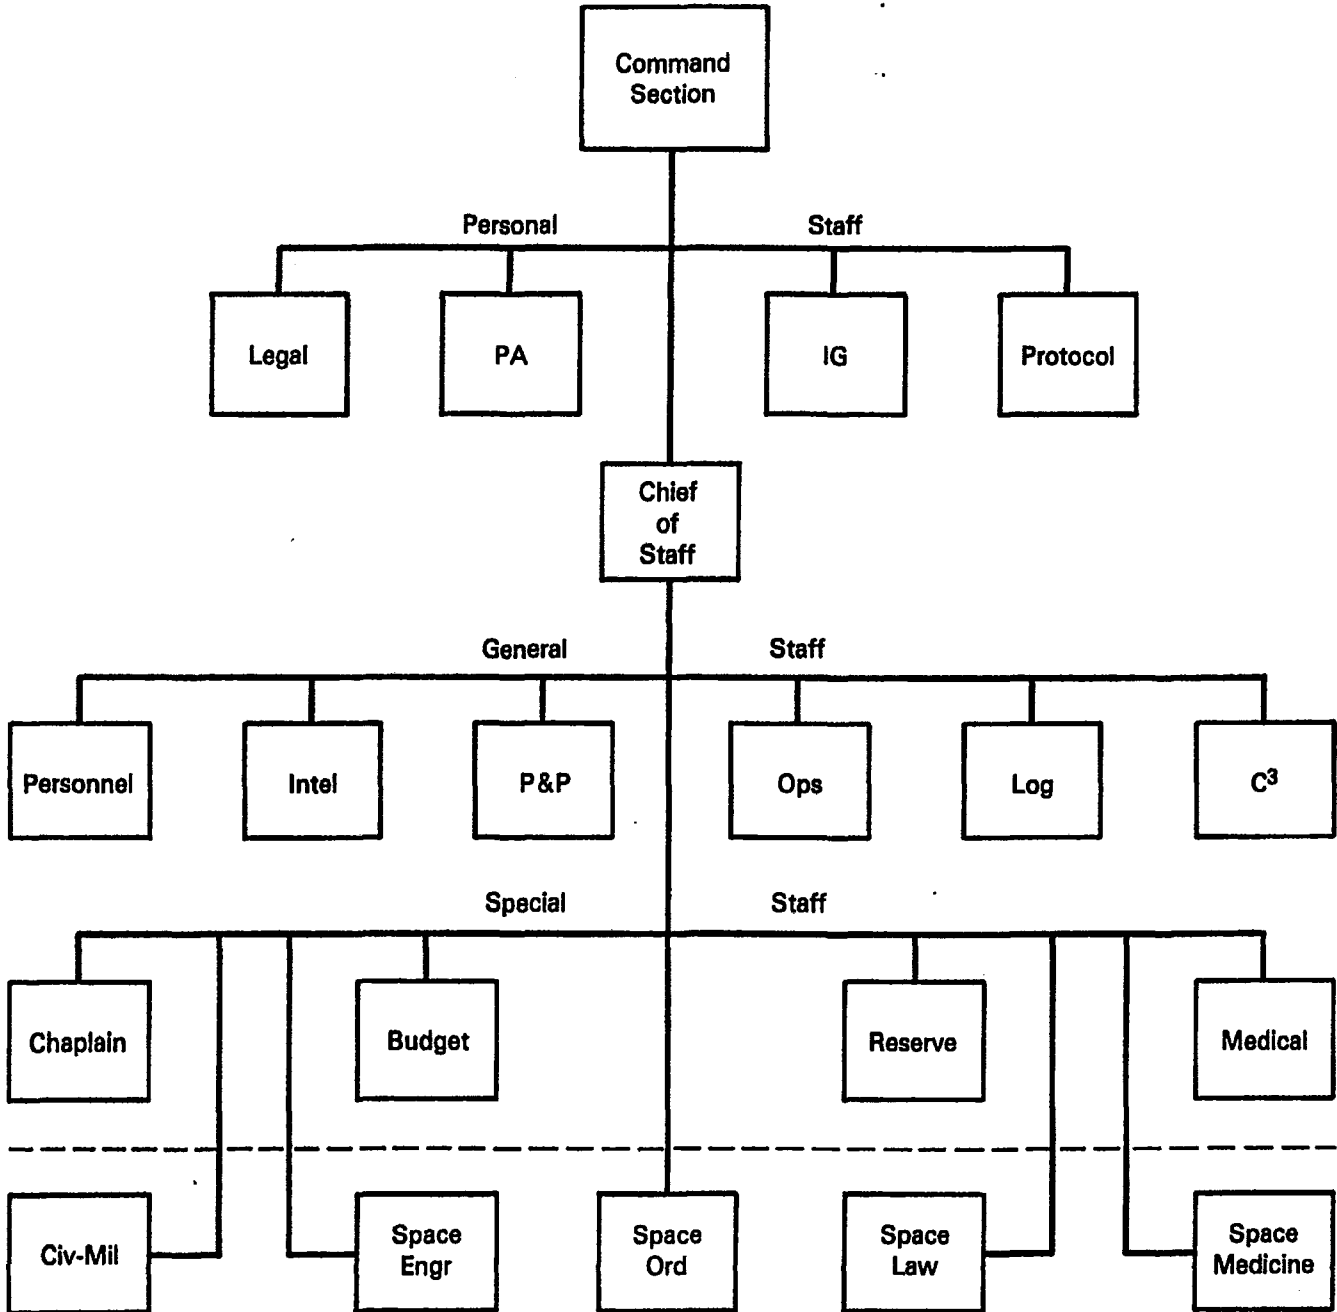 Command
Section
Personal Staff
Legal
PA
IG
Protocol
Chief
of
Staff
General Staff
Personnel
Intel
P&P
Ops
Log
C³
Special Staff
Chaplain
Budget
Reserve
Medical
Civ-Mil
Space
Engr
Space
Ord
Space
Law
Space
Medicine